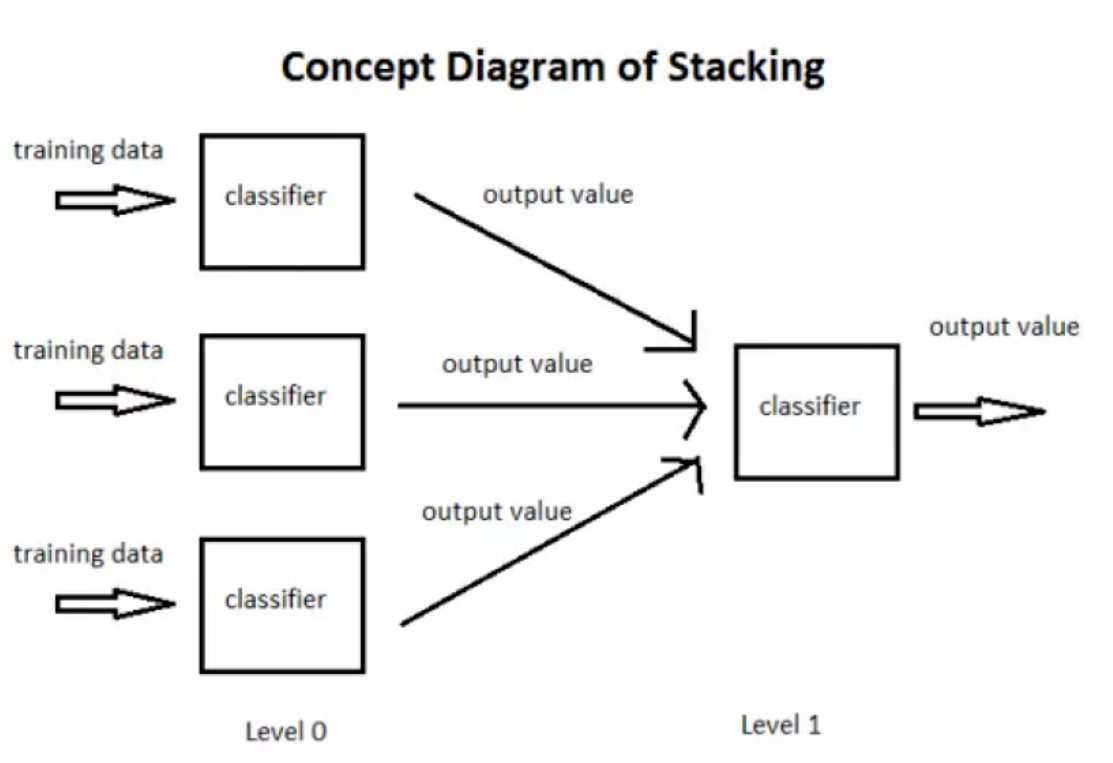 Concept Diagram of Stacking
training data
classifier
output value
training data
classifier
output value
classifier
output value
training data
classifier
output value
Level 0
Level 1